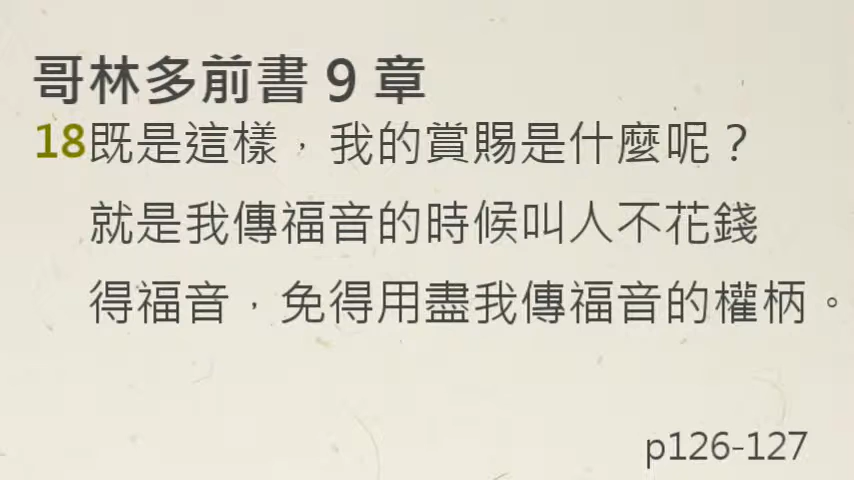 哥林多前書 9 章
18既是這樣，我的賞賜是什麼呢？
就是我傳福音的時候叫人不花錢
得福音，免得用盡我傳福音的權柄。
p126-127